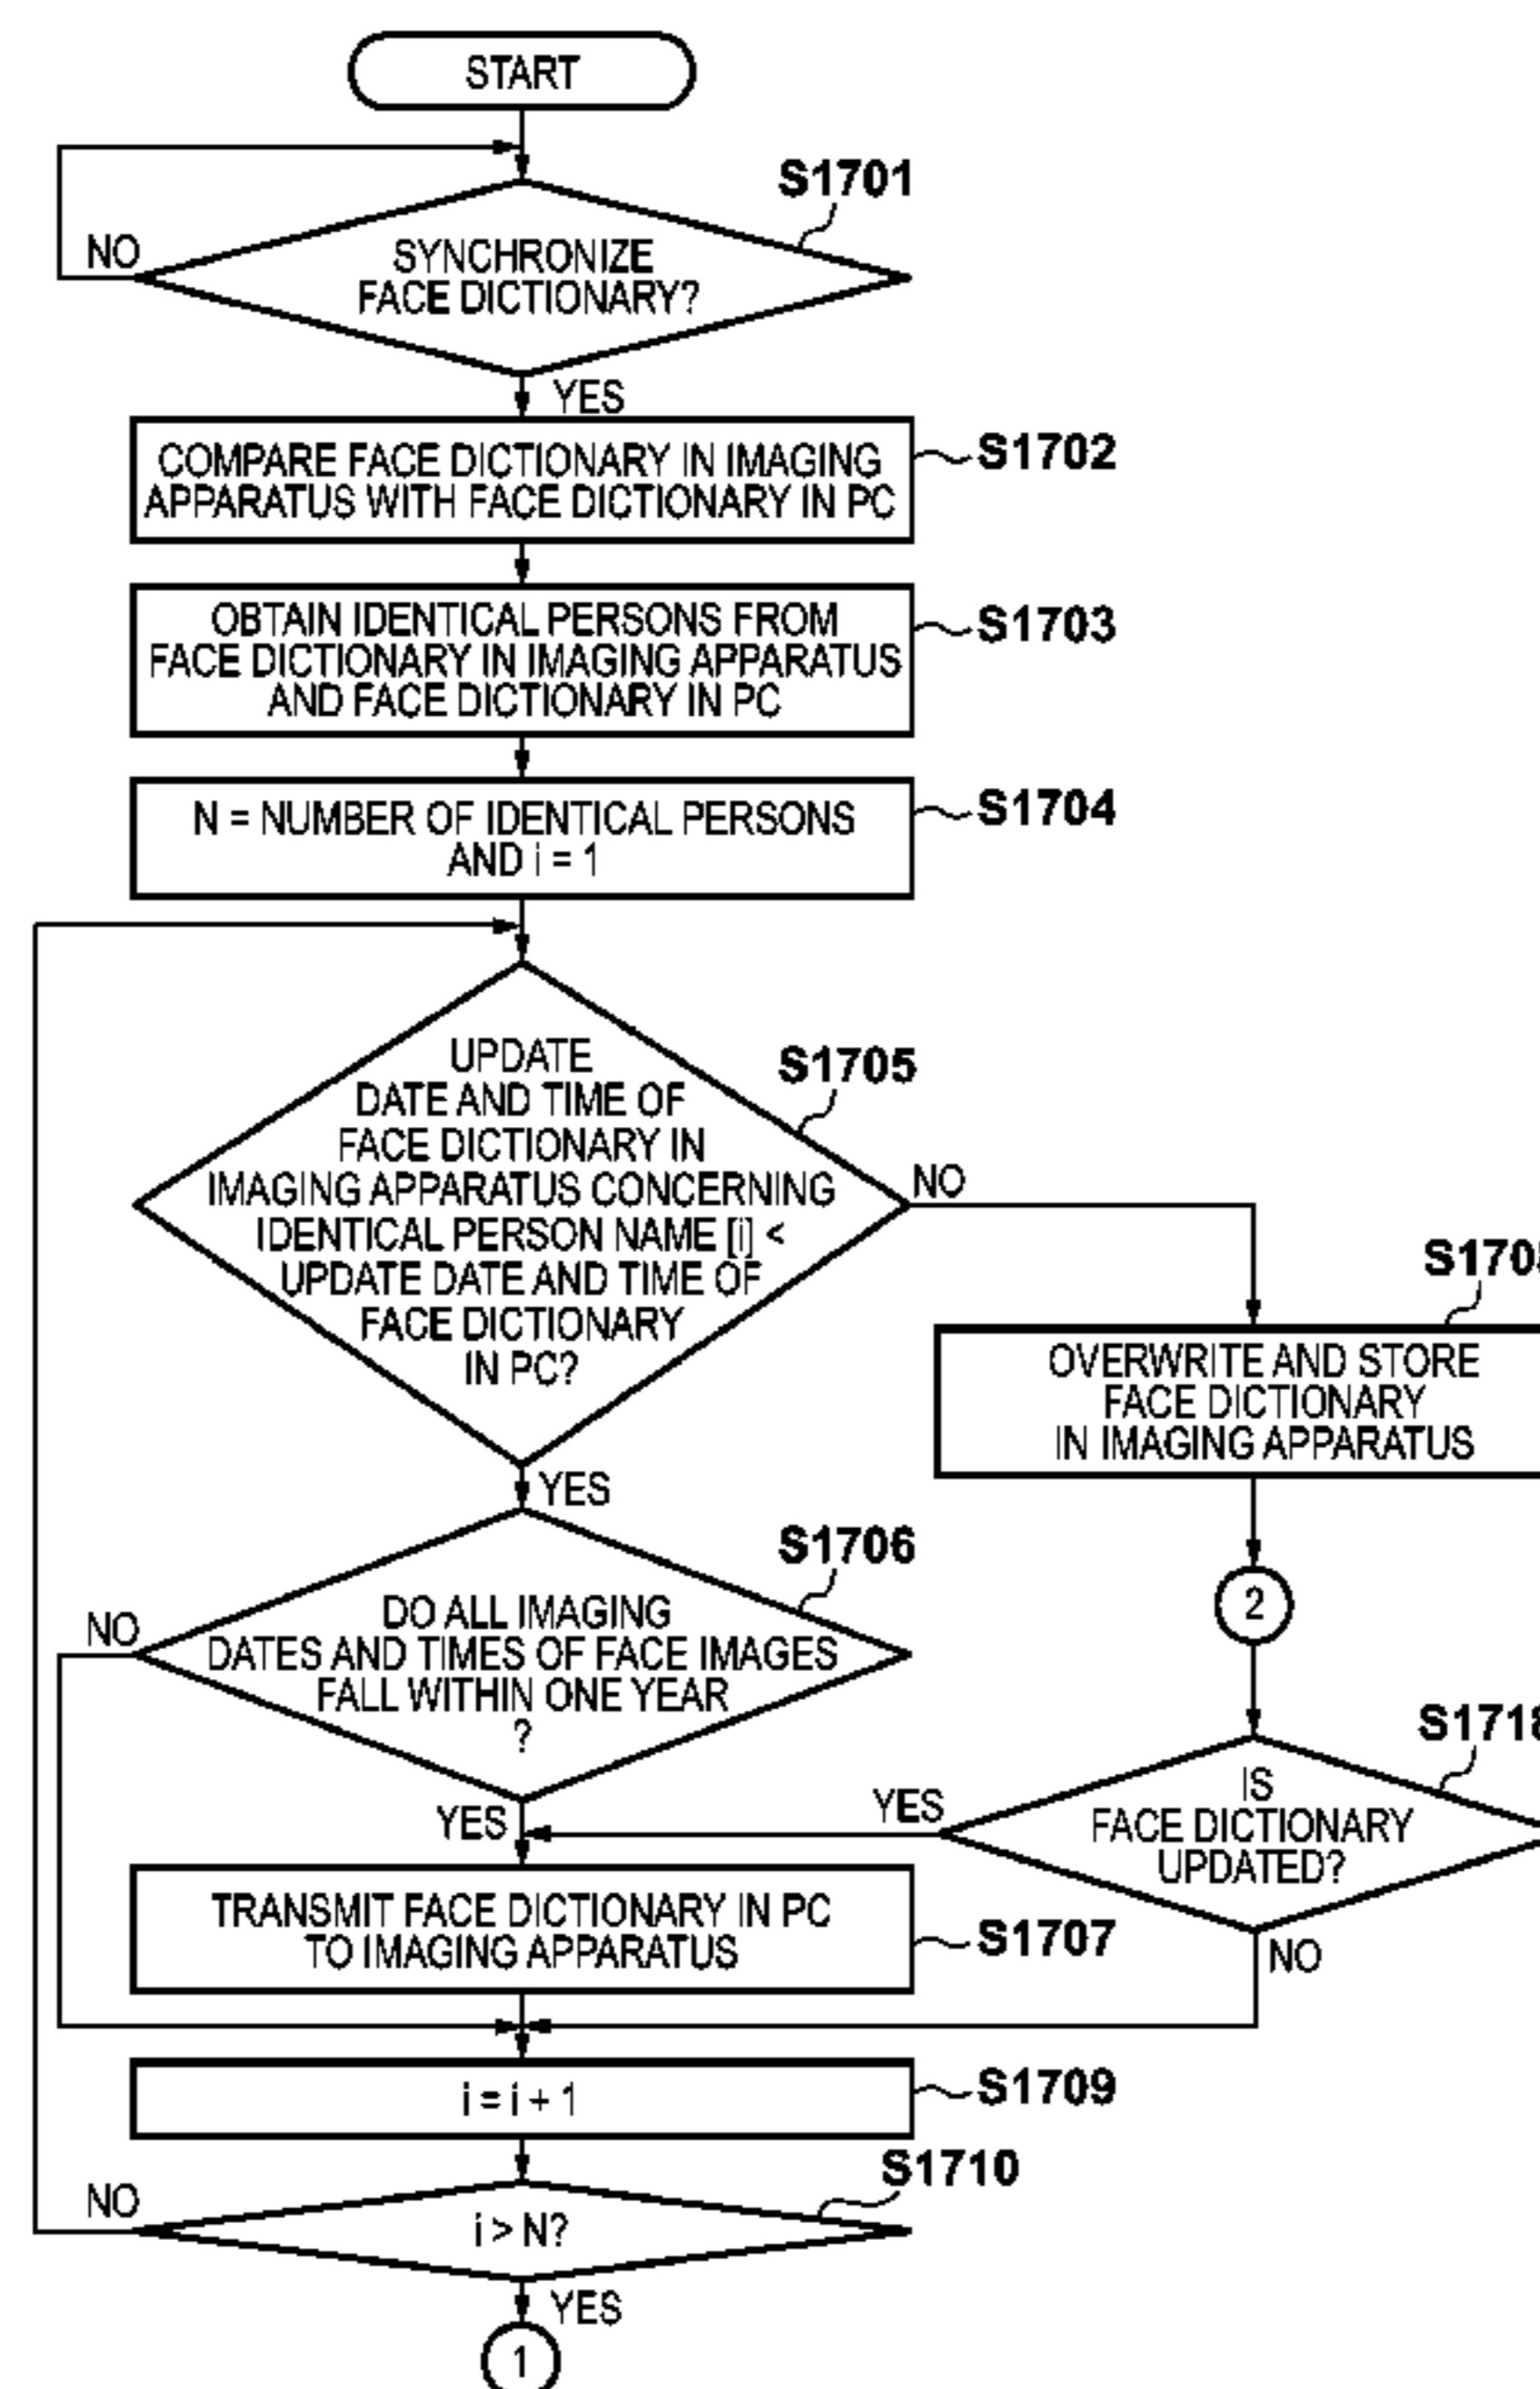 START
S1701
NO
SYNCHRONIZE
FACE DICTIONARY?
YES
COMPARE FACE DICTIONARY IN IMAGING
APPARATUS WITH FACE DICTIONARY IN PC
S1702
OBTAIN IDENTICAL PERSONS FROM
FACE DICTIONARY IN IMAGING APPARATUS
AND FACE DICTIONARY IN PC
S1703
N = NUMBER OF IDENTICAL PERSONS
AND i = 1
S1704
UPDATE
DATE AND TIME OF
FACE DICTIONARY IN
IMAGING APPARATUS CONCERNING
IDENTICAL PERSON NAME [i] <
UPDATE DATE AND TIME OF
FACE DICTIONARY
IN PC?
S1705
NO
YES
OVERWRITE AND STORE
FACE DICTIONARY
IN IMAGING APPARATUS
2
S1706
NO
DO ALL IMAGING
DATES AND TIMES OF FACE IMAGES
FALL WITHIN ONE YEAR
?
YES
IS
FACE DICTIONARY
UPDATED?
YES
NO
TRANSMIT FACE DICTIONARY IN PC
TO IMAGING APPARATUS
S1707
i = i + 1
S1709
S1710
NO
i > N?
YES
1